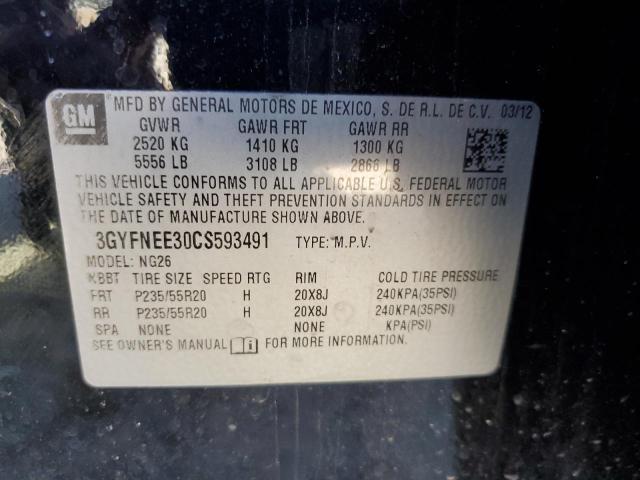 GM
MFD BY GENERAL MOTORS DE MEXICO, S. DE R.L. DE C.V. 03/12
GVWR GAWR FRT GAWR RR
2520 KG 1410 KG 1300 KG
5556 LB 3108 LB 2866 LB
THIS VEHICLE CONFORMS TO ALL APPLICABLE U.S. FEDERAL MOTOR
VEHICLE SAFETY AND THEFT PREVENTION STANDARDS IN EFFECT ON
THE DATE OF MANUFACTURE SHOWN ABOVE.
3GYFNEE30CS593491 TYPE: M.P.V.
MODEL: NG26
KBBT TIRE SIZE SPEED RTG RIM COLD TIRE PRESSURE
FRT P235/55R20 H 20X8J 240KPA(35PSI)
RR P235/55R20 H 20X8J 240KPA(35PSI)
SPA NONE NONE KPA(PSI)
SEE OWNER'S MANUAL i FOR MORE INFORMATION.